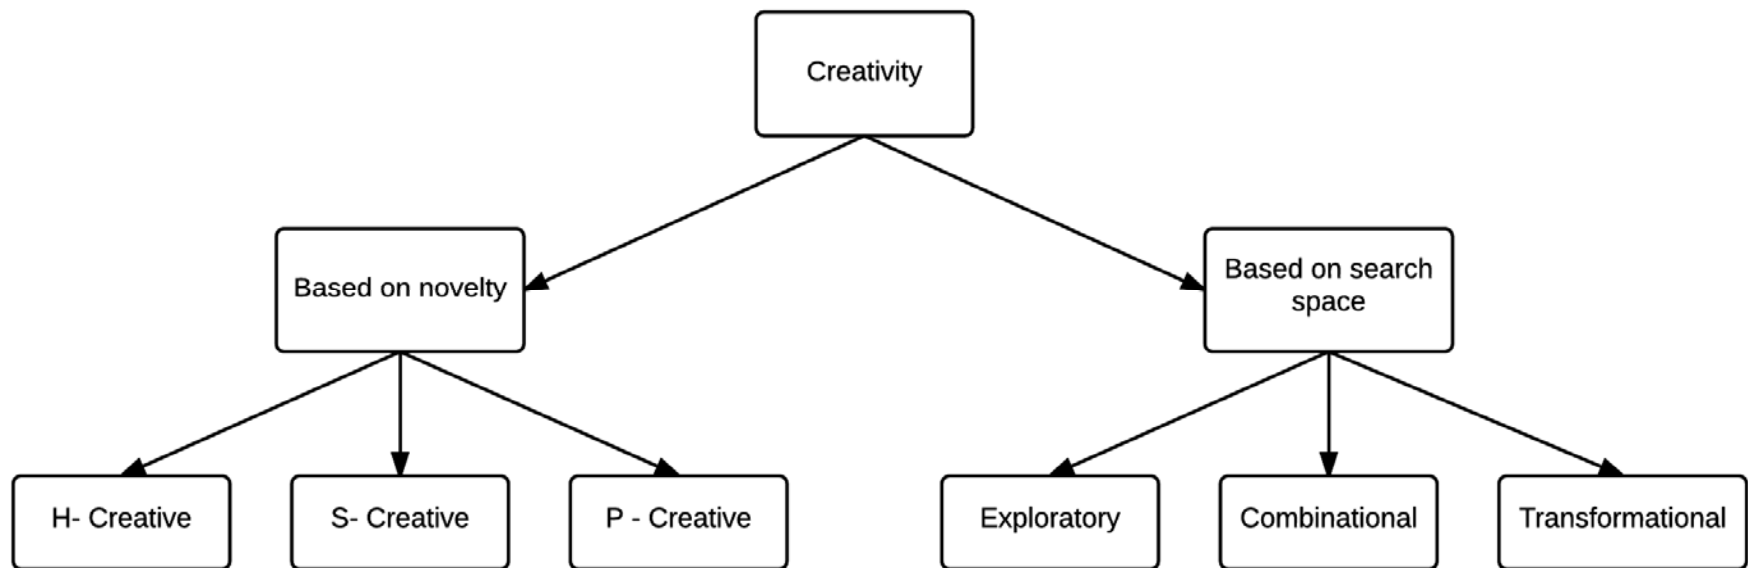 Creativity
Based on novelty
Based on search
space
H- Creative
S- Creative
P - Creative
Exploratory
Combinational
Transformational